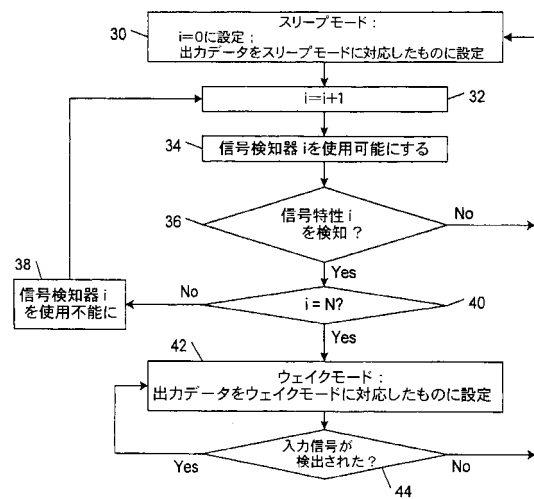 30
スリープモード：
i=0に設定；
出力データをスリープモードに対応したものに設定
i=i+1
32
34
信号検知器 iを使用可能にする
36
信号特性 i
を検知？
No
Yes
38
信号検知器 i
を使用不能に
No
i = N?
40
Yes
42
ウェイクモード：
出力データをウェイクモードに対応したものに設定
入力信号が
検出された？
Yes
No
44